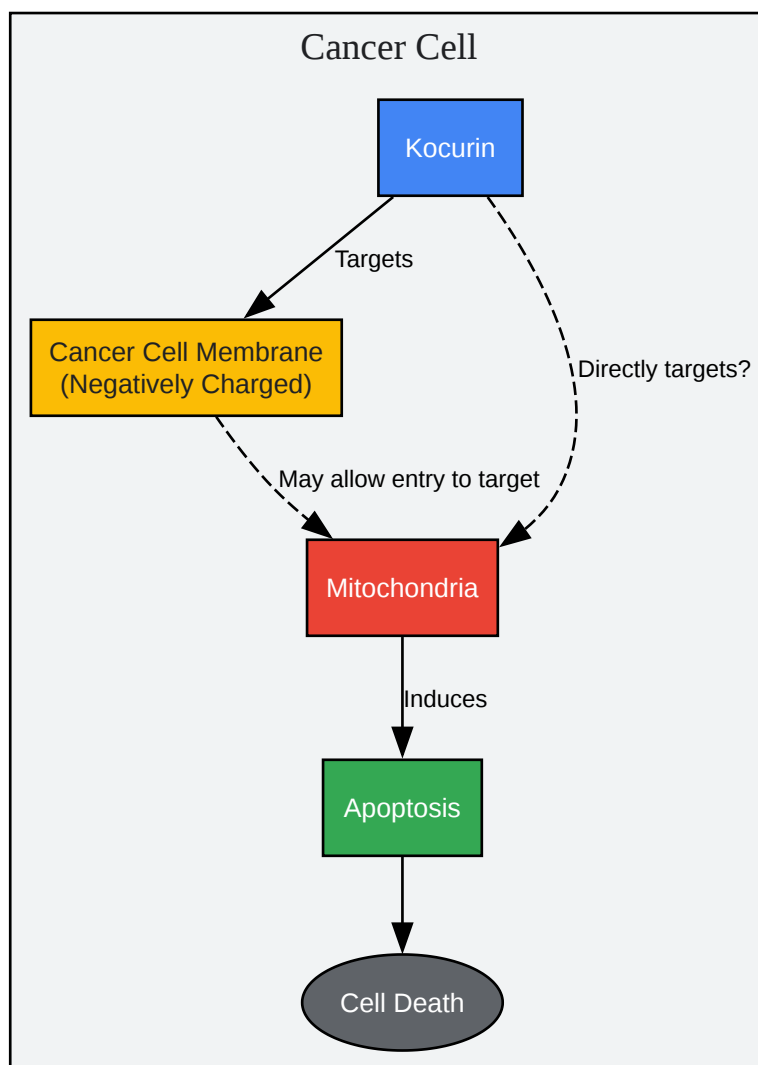 Cancer Cell
Kocurin
Targets
Cancer Cell Membrane
(Negatively Charged)
Directly targets?
May allow entry to target
Mitochondria
Induces
Apoptosis
Cell Death